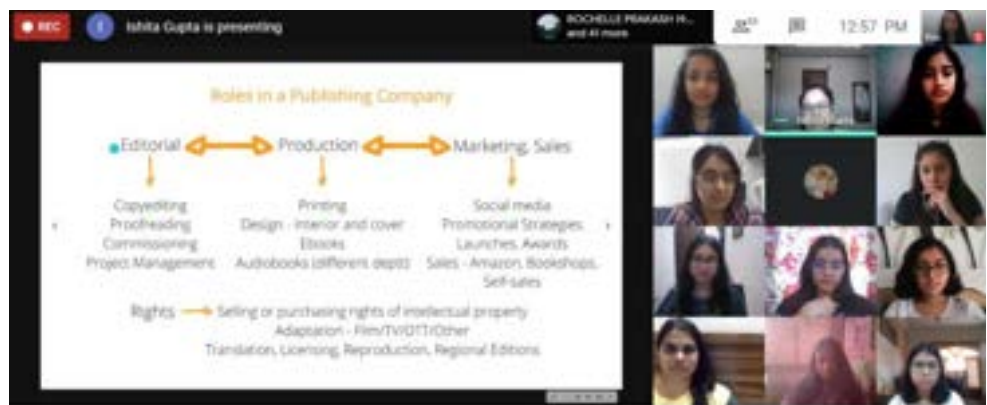 REC
Ishita Gupta is presenting
ROCHELLE PRAKASH H...
and 41 more
12:57 PM
Roles in a Publishing Company
Editorial
Production
Marketing, Sales
Copyediting
Proofreading
Commissioning
Project Management
Printing
Design - interior and cover
Ebooks
Audiobooks (different dept)
Social media
Promotional Strategies
Launches, Awards
Sales - Amazon, Bookshops,
Self-sales
Rights
Selling or purchasing rights of intellectual property
Adaptation - Film/TV/OTT/Other
Translation, Licensing, Reproduction, Regional Editions